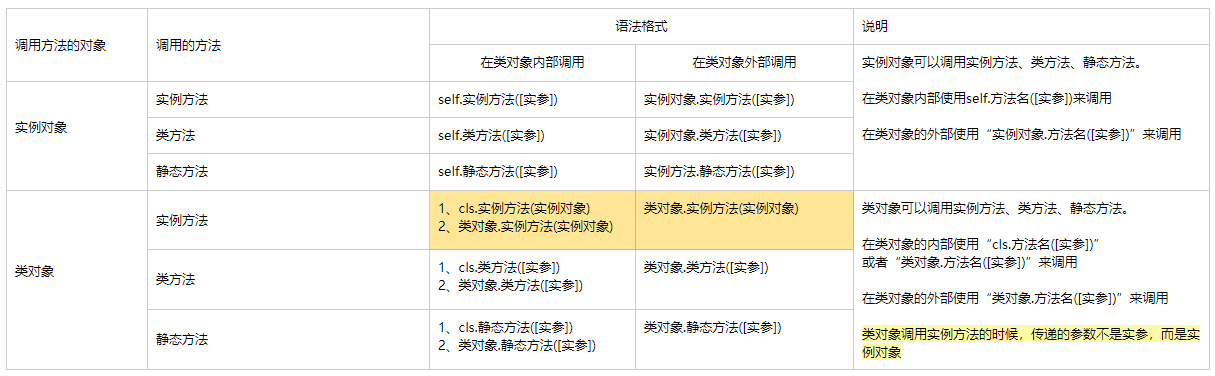 调用方法的对象
调用的方法
语法格式
说明
在类对象内部调用
在类对象外部调用
实例对象
实例方法
self.实例方法([实参])
实例对象.实例方法([实参])
类方法
self.类方法([实参])
实例对象.类方法([实参])
静态方法
self.静态方法([实参])
实例方法.静态方法([实参])
实例对象可以调用实例方法、类方法、静态方法。
在类对象内部使用self.方法名([实参])来调用
在类对象的外部使用“实例对象.方法名([实参])”来调用
类对象
实例方法
1、cls.实例方法(实例对象)
2、类对象.实例方法(实例对象)
类对象.实例方法(实例对象)
类方法
1、cls.类方法([实参])
2、类对象.类方法([实参])
类对象.类方法([实参])
静态方法
1、cls.静态方法([实参])
2、类对象.静态方法([实参])
类对象.静态方法([实参])
类对象可以调用实例方法、类方法、静态方法。
在类对象的内部使用“cls.方法名([实参])”
或者“类对象.方法名([实参])”来调用
在类对象的外部使用“类对象.方法名([实参])”来调用
类对象调用实例方法的时候，传递的参数不是实参，而是实
例对象